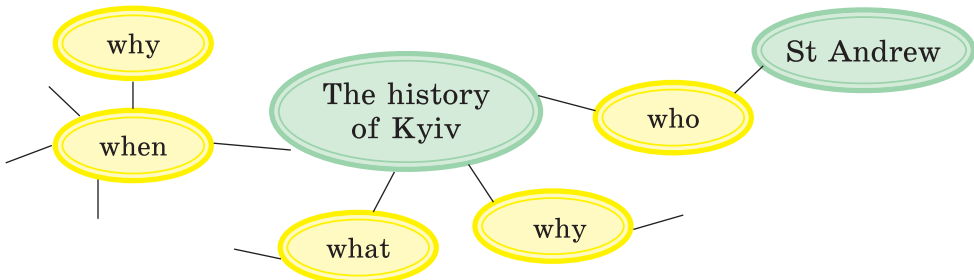 why
St Andrew
The history
of Kyiv
who
when
why
what